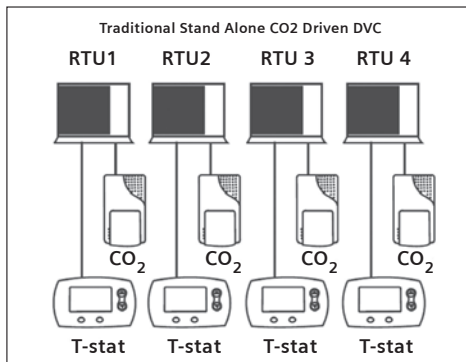 Traditional Stand Alone CO2 Driven DVC
RTU1 RTU2 RTU 3 RTU 4
CO2 CO2 CO2 CO2
T-stat T-stat T-stat T-stat